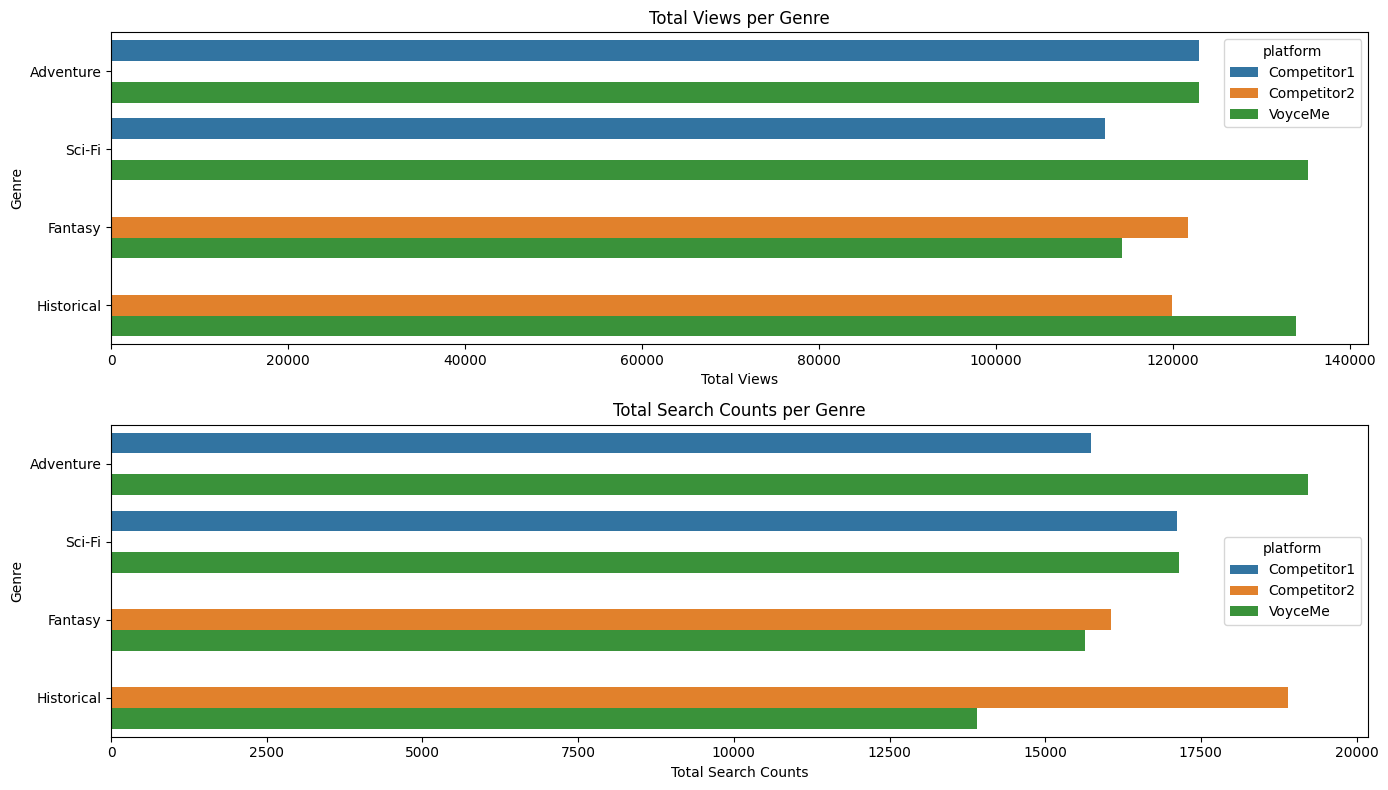 Total Views per Genre
platform
Competitor1
Competitor2
VoyceMe
Genre
Adventure
Sci-Fi
Fantasy
Historical
0 20000 40000 60000 80000 100000 120000 140000
Total Views
Total Search Counts per Genre
platform
Competitor1
Competitor2
VoyceMe
Genre
Adventure
Sci-Fi
Fantasy
Historical
0 2500 5000 7500 10000 12500 15000 17500 20000
Total Search Counts